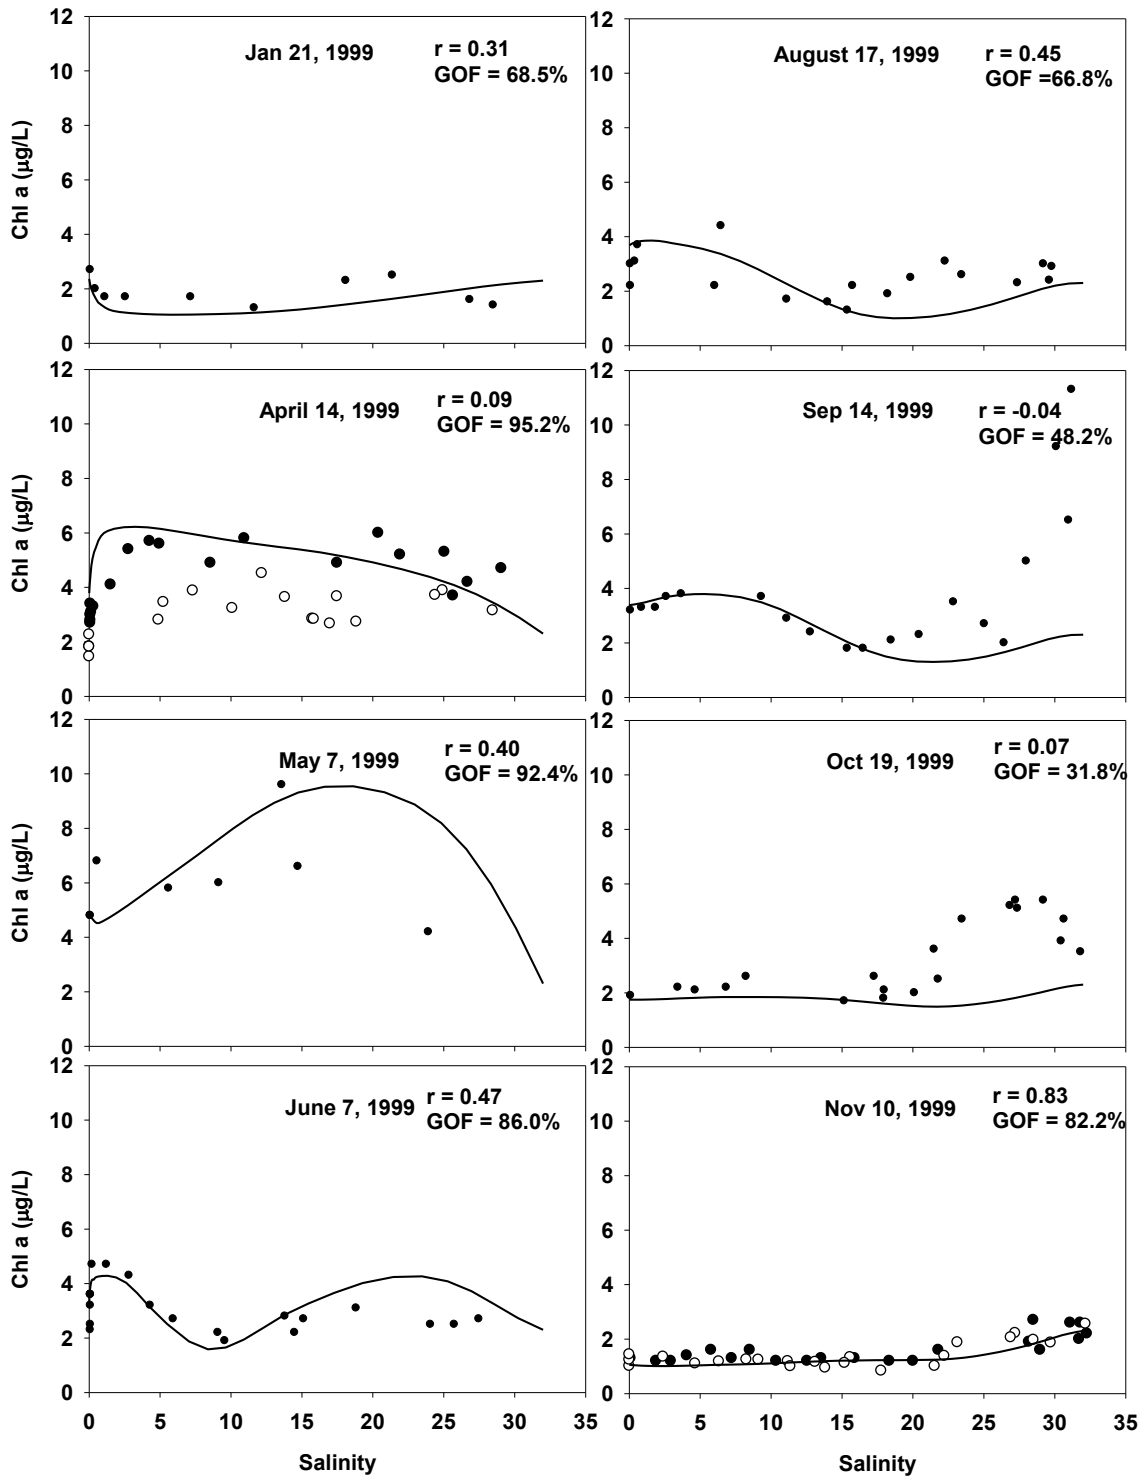 12
10
8
6
4
2
0
Chl a (µg/L)
Jan 21, 1999
r = 0.31
GOF = 68.5%
12
10
8
6
4
2
0
August 17, 1999
r = 0.45
GOF =66.8%
12
10
8
6
4
2
0
Chl a (µg/L)
April 14, 1999
r = 0.09
GOF = 95.2%
12
10
8
6
4
2
0
Sep 14, 1999
r = -0.04
GOF = 48.2%
12
10
8
6
4
2
0
Chl a (µg/L)
May 7, 1999
r = 0.40
GOF = 92.4%
12
10
8
6
4
2
0
Oct 19, 1999
r = 0.07
GOF = 31.8%
12
10
8
6
4
2
0
Chl a (µg/L)
June 7, 1999
r = 0.47
GOF = 86.0%
0 5 10 15 20 25 30 35
Salinity
12
10
8
6
4
2
0
Nov 10, 1999
r = 0.83
GOF = 82.2%
0 5 10 15 20 25 30 35
Salinity